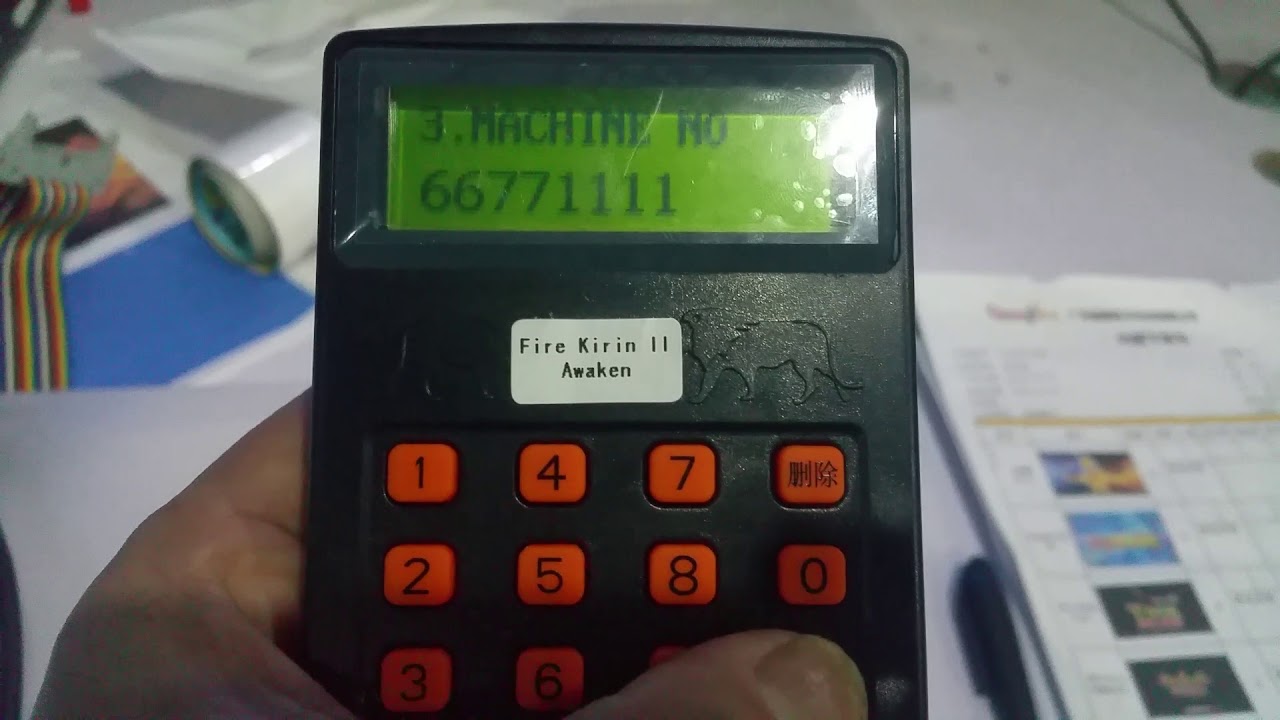 3.MACHINE NO
66771111
Fire Kirin II
Awaken
1 4 7 删除
2 5 8 0
3 6